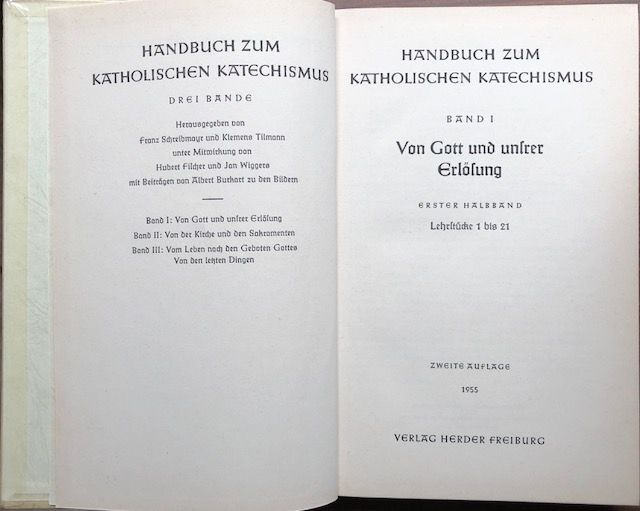 HANDBUCH ZUM
KATHOLISCHEN KATECHISMUS
DREI BÄNDE
Herausgegeben von
Franz Schreibmayr und Klemens Tilmann
unter Mitwirkung von
Hubert Fischer und Jan Wiggers
mit Beiträgen von Albert Burkart zu den Bildern
Band I: Von Gott und unsrer Erlösung
Band II: Von der Kirche und den Sakramenten
Band III: Vom Leben nach den Geboten Gottes
Von den letzten Dingen
HANDBUCH ZUM
KATHOLISCHEN KATECHISMUS
BAND I
Von Gott und unsrer
Erlösung
ERSTER HALBBAND
Lehrstücke 1 bis 21
ZWEITE AUFLAGE
1955
VERLAG HERDER FREIBURG